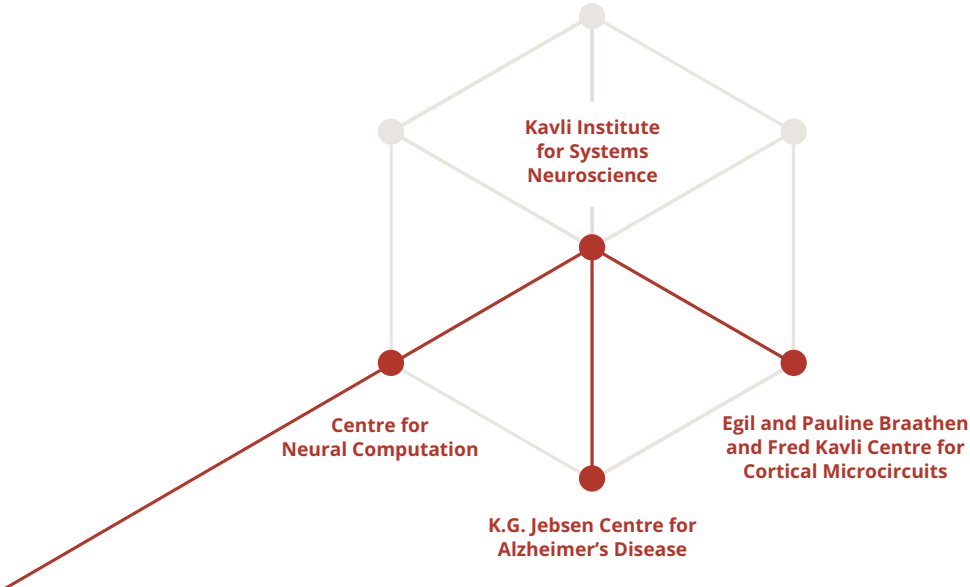 Kavli Institute
for Systems
Neuroscience
Centre for
Neural Computation
Egil and Pauline Braathen
and Fred Kavli Centre for
Cortical Microcircuits
K.G. Jebsen Centre for
Alzheimer’s Disease